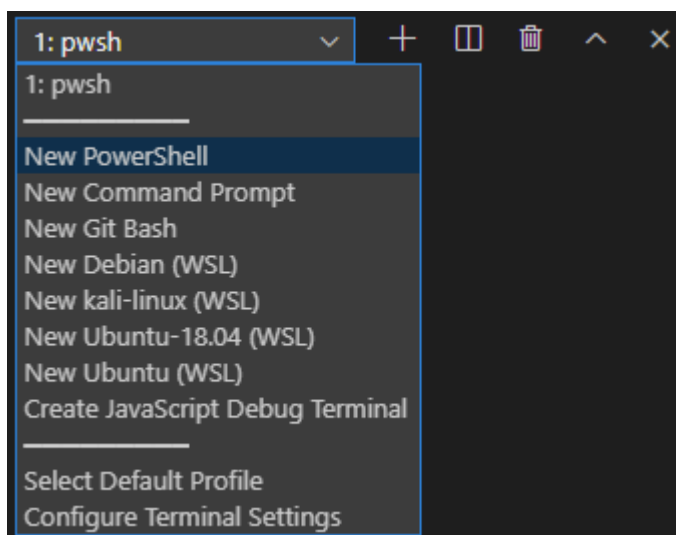 1: pwsh
1: pwsh
New PowerShell
New Command Prompt
New Git Bash
New Debian (WSL)
New kali-linux (WSL)
New Ubuntu-18.04 (WSL)
New Ubuntu (WSL)
Create JavaScript Debug Terminal
Select Default Profile
Configure Terminal Settings